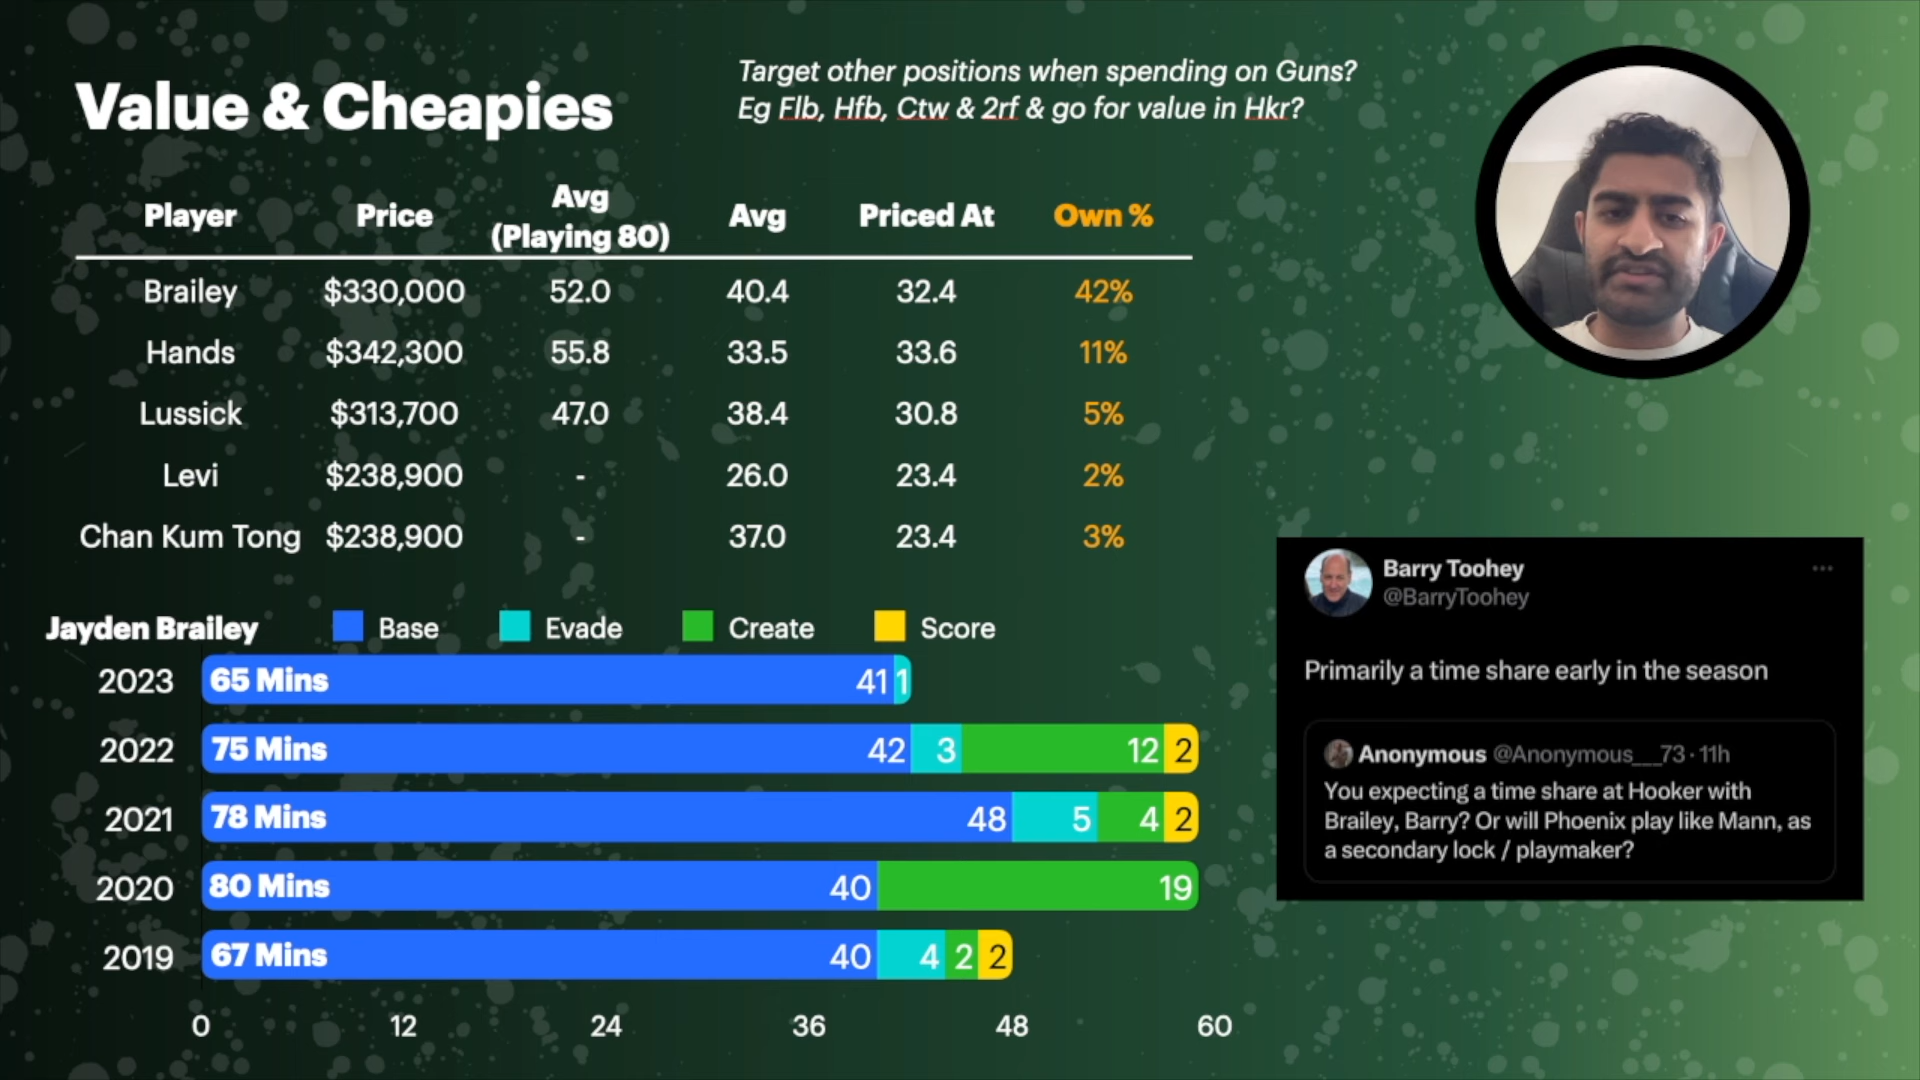 Value & Cheapies
Target other positions when spending on Guns?
Eg Flb, Hfb, Ctw & 2rf & go for value in Hkr?
Player Price Avg (Playing 80) Avg Priced At Own %
Brailey $330,000 52.0 40.4 32.4 42%
Hands $342,300 55.8 33.5 33.6 11%
Lussick $313,700 47.0 38.4 30.8 5%
Levi $238,900 - 26.0 23.4 2%
Chan Kum Tong $238,900 - 37.0 23.4 3%
Jayden Brailey Base Evade Create Score
2023 65 Mins 41 1
2022 75 Mins 42 3 12 2
2021 78 Mins 48 5 4 2
2020 80 Mins 40 19
2019 67 Mins 40 4 2 2
0 12 24 36 48 60
Barry Toohey
@BarryToohey
Primarily a time share early in the season
Anonymous @Anonymous___73 · 11h
You expecting a time share at Hooker with
Brailey, Barry? Or will Phoenix play like Mann, as
a secondary lock / playmaker?